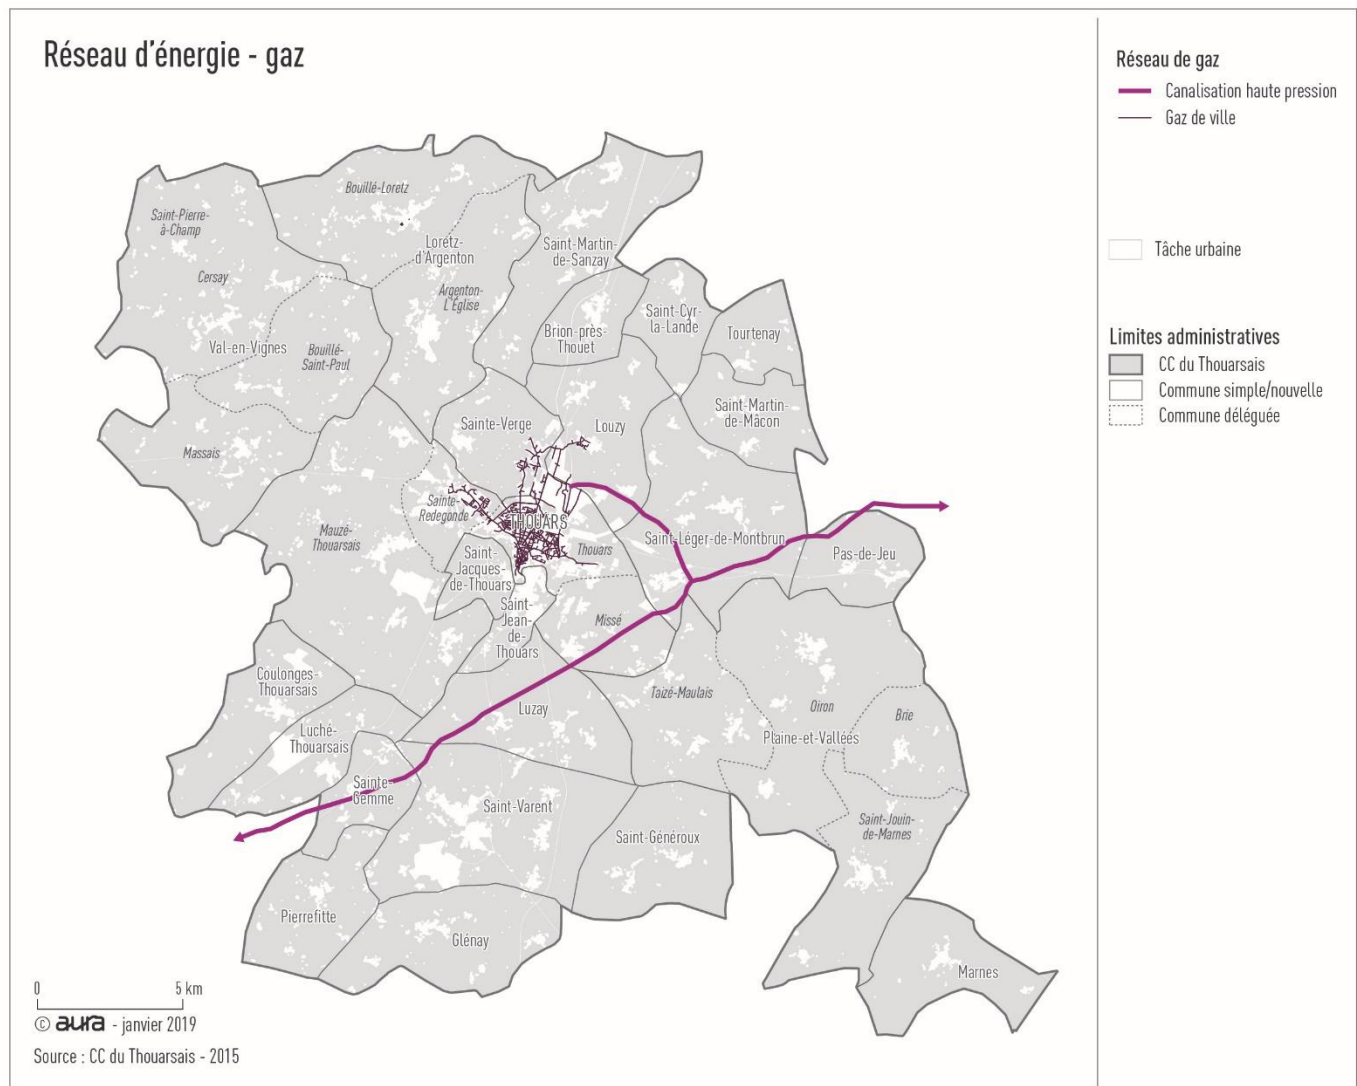 Réseau d'énergie - gaz
Réseau de gaz
Canalisation haute pression
Gaz de ville
Tâche urbaine
Limites administratives
CC du Thouarsais
Commune simple/nouvelle
Commune déléguée
Bouillé-Loretz
Saint-Pierre-
à-Champ
Cersay
Loretz-
d'Argenton
Argenton-
L'Église
Saint-Martin-
de-Sanzay
Val-en-Vignes
Bouillé-
Saint-Paul
Brion-près-
Thouet
Saint-Cyr-
la-Lande
Tourtenay
Saint-Martin-
de-Mâcon
Massais
Sainte-Verge
Louzy
Sainte-
Redegonde
THOUARS
Mauzé-
Thouarsais
Thouars
Saint-Léger-de-Montbrun
Pas-de-Jeu
Saint-
Jacques-
de-Thouars
Saint-
Jean-
de-
Thouars
Missé
Coulonges-
Thouarsais
Luché-
Thouarsais
Luzay
Taizé-Maulais
Oiron
Brie
Plaine-et-Vallées
Sainte-
Gemme
Saint-Varent
Saint-Généroux
Saint-Jouin-
de-Marnes
Pierrefitte
Glénay
Marnes
0 5 km
© aura - janvier 2019
Source : CC du Thouarsais - 2015